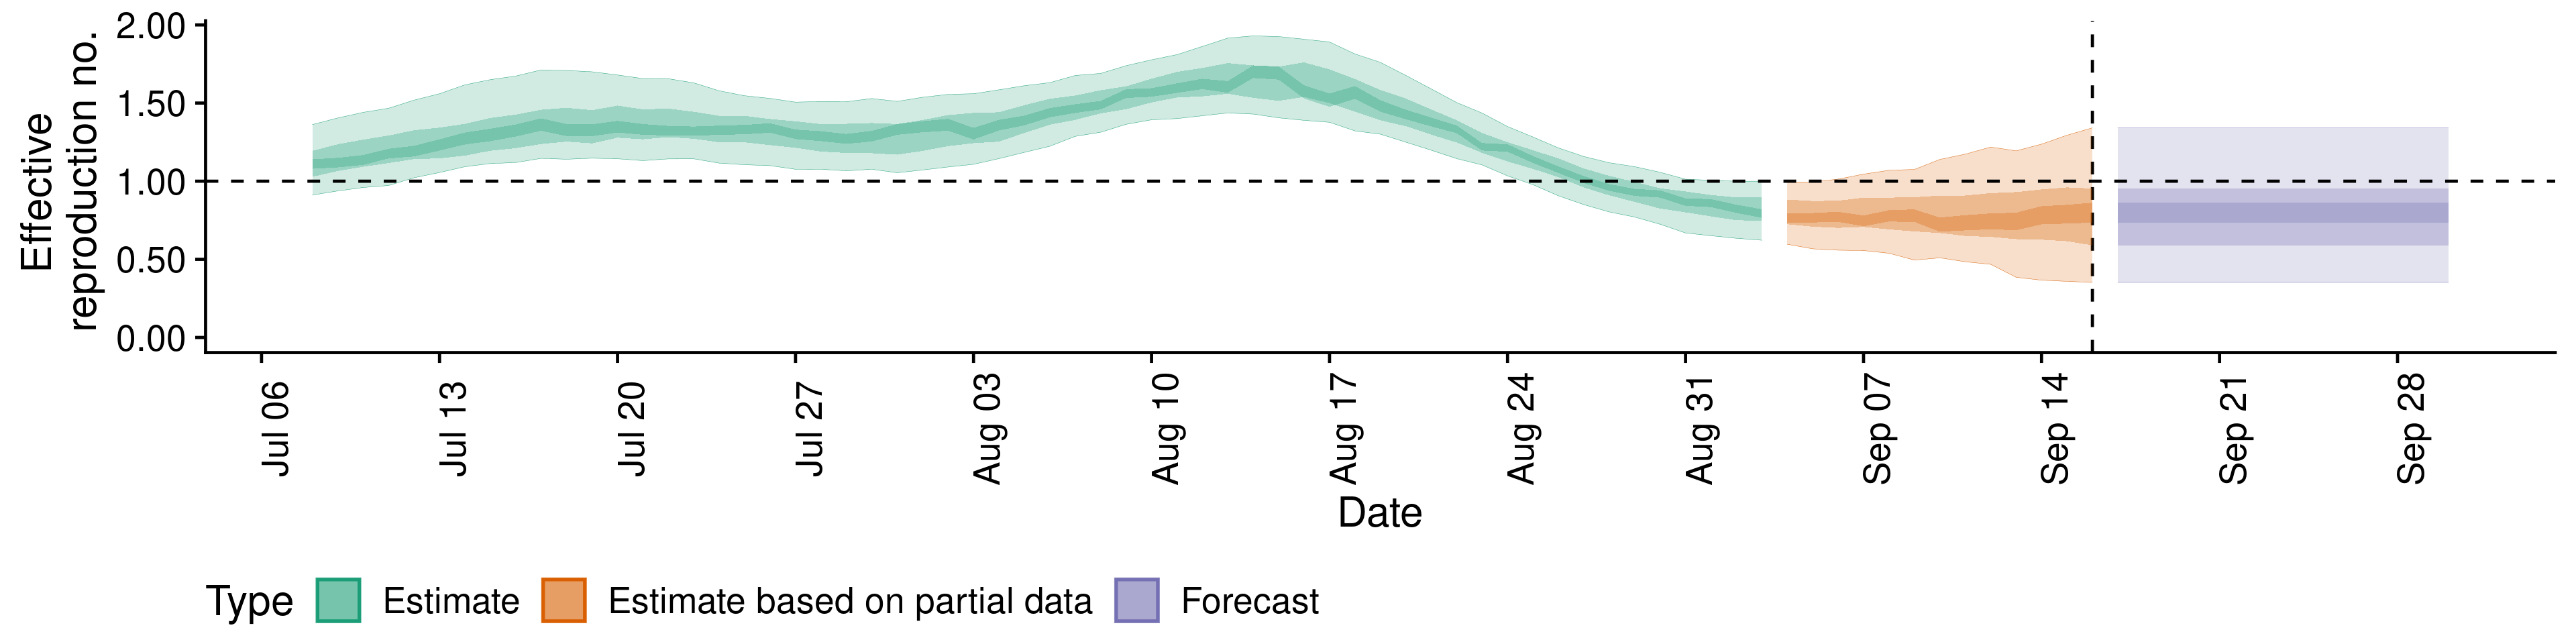 Effective
reproduction no.
2.00
1.50
1.00
0.50
0.00
Jul 06
Jul 13
Jul 20
Jul 27
Aug 03
Aug 10
Aug 17
Aug 24
Aug 31
Sep 07
Sep 14
Sep 21
Sep 28
Date
Type Estimate Estimate based on partial data Forecast